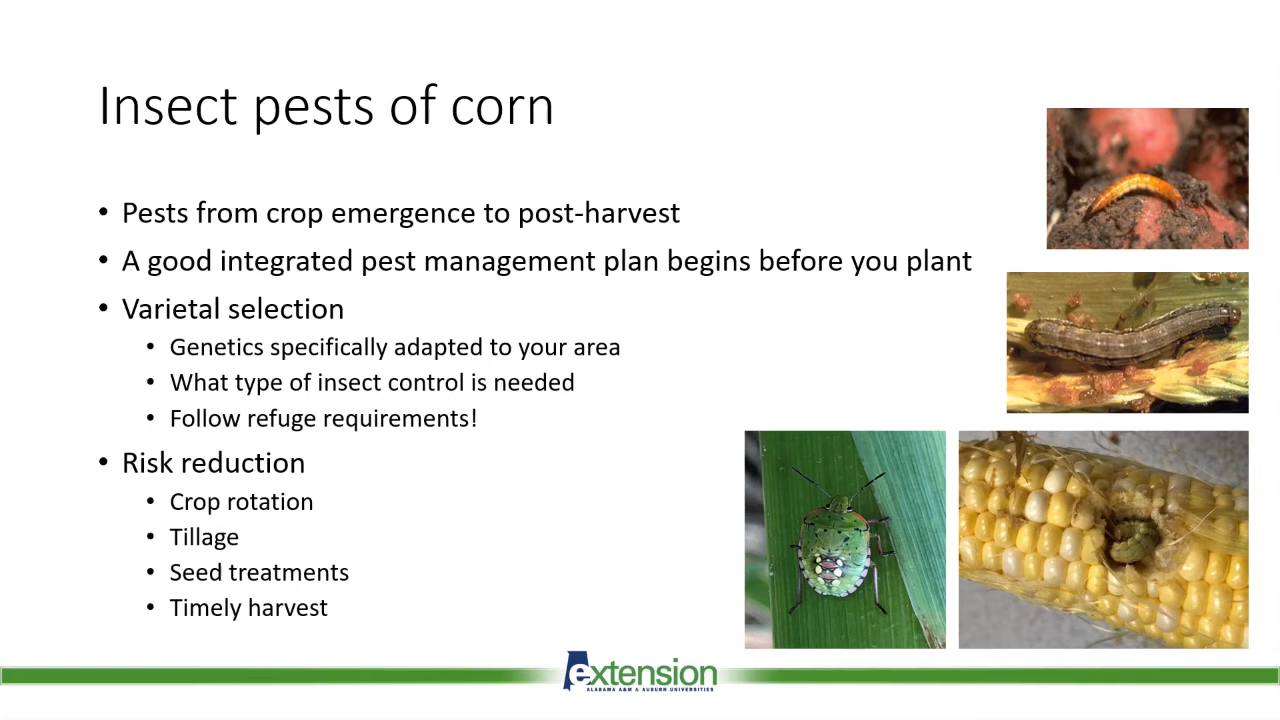 Insect pests of corn
• Pests from crop emergence to post-harvest
• A good integrated pest management plan begins before you plant
• Varietal selection
• Genetics specifically adapted to your area
• What type of insect control is needed
• Follow refuge requirements!
• Risk reduction
• Crop rotation
• Tillage
• Seed treatments
• Timely harvest
extension
ALABAMA A&M & AUBURN UNIVERSITIES